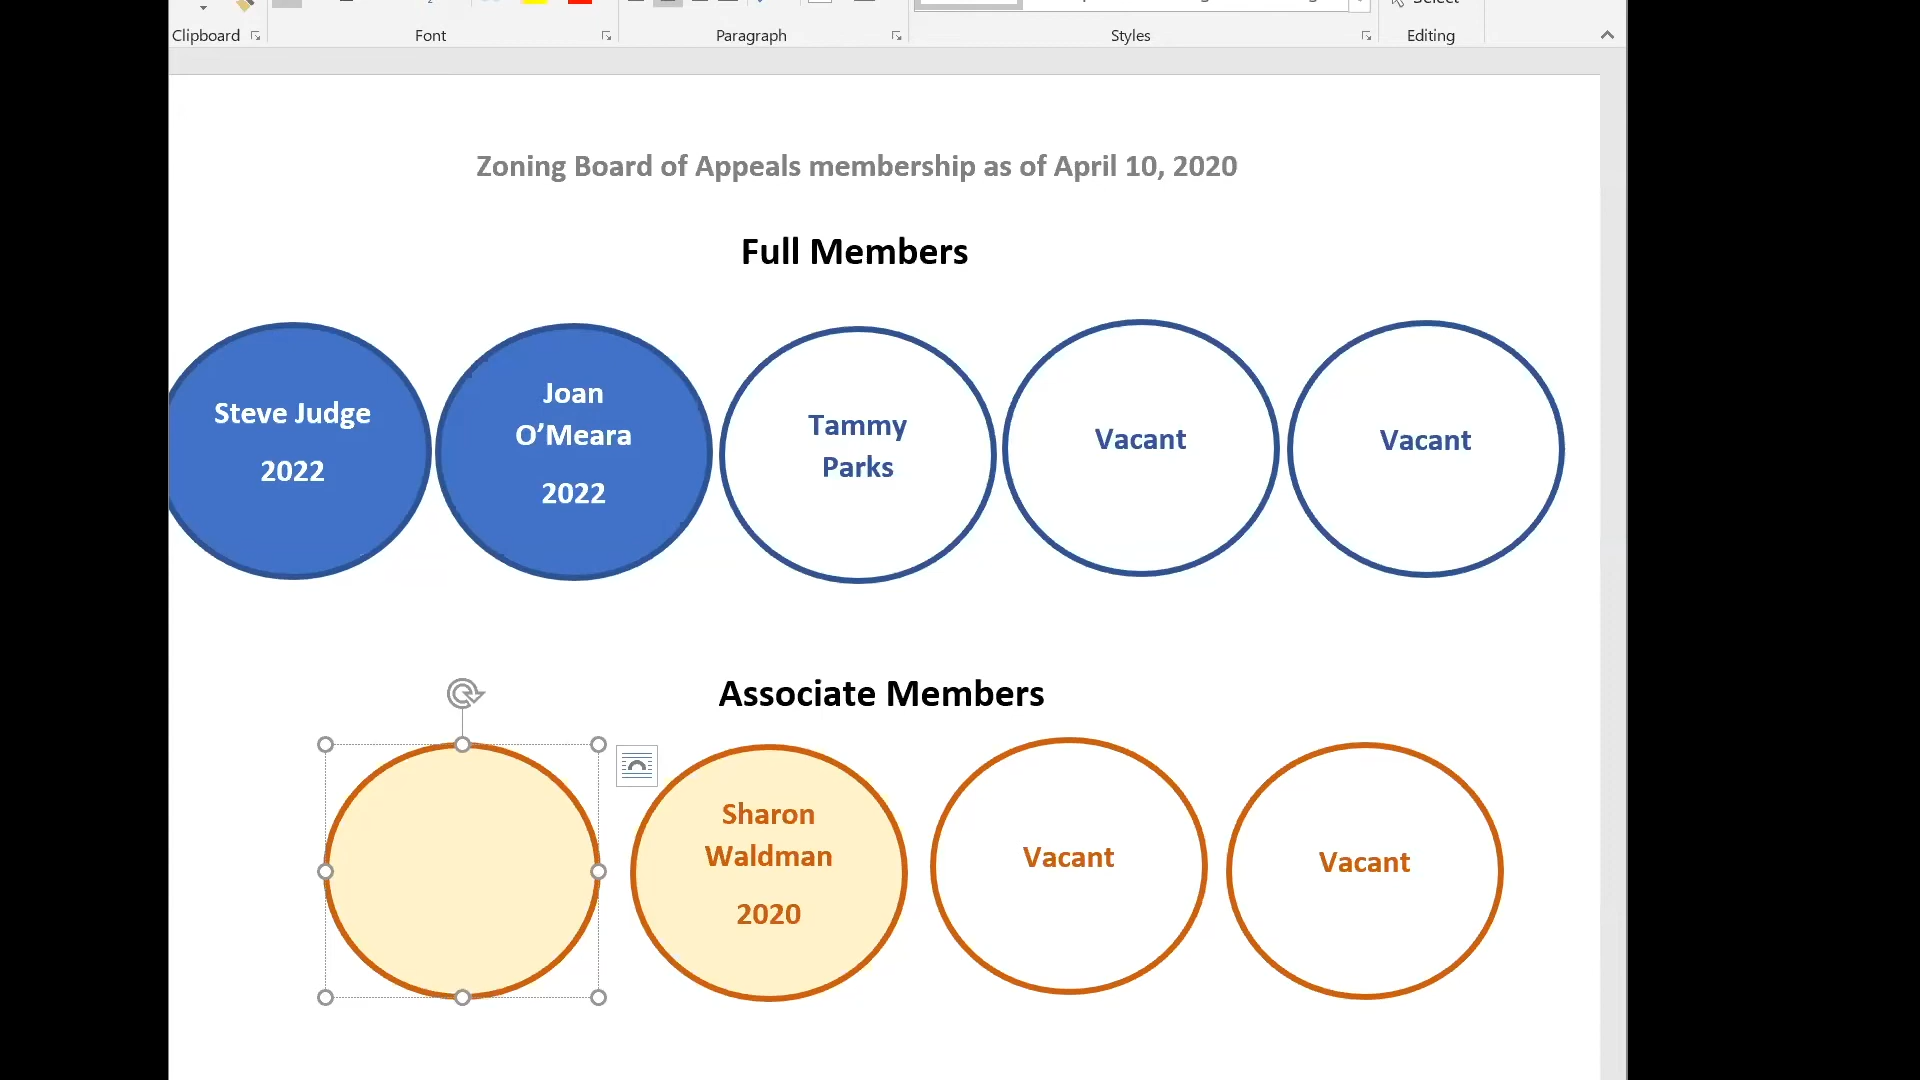 Select
Clipboard
Font
Paragraph
Styles
Editing
Zoning Board of Appeals membership as of April 10, 2020
Full Members
Steve Judge
2022
Joan
O’Meara
2022
Tammy
Parks
Vacant
Vacant
Associate Members
Sharon
Waldman
2020
Vacant
Vacant